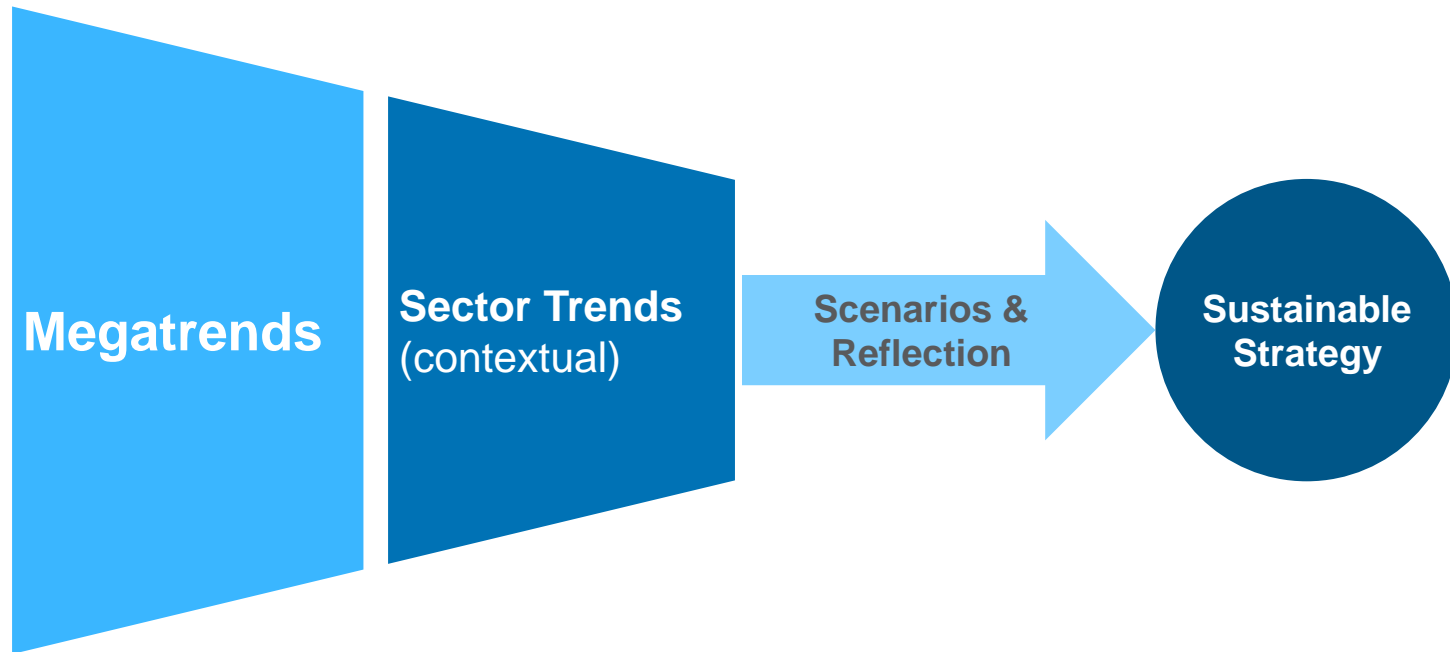 Megatrends
Sector Trends
(contextual)
Scenarios &
Reflection
Sustainable
Strategy